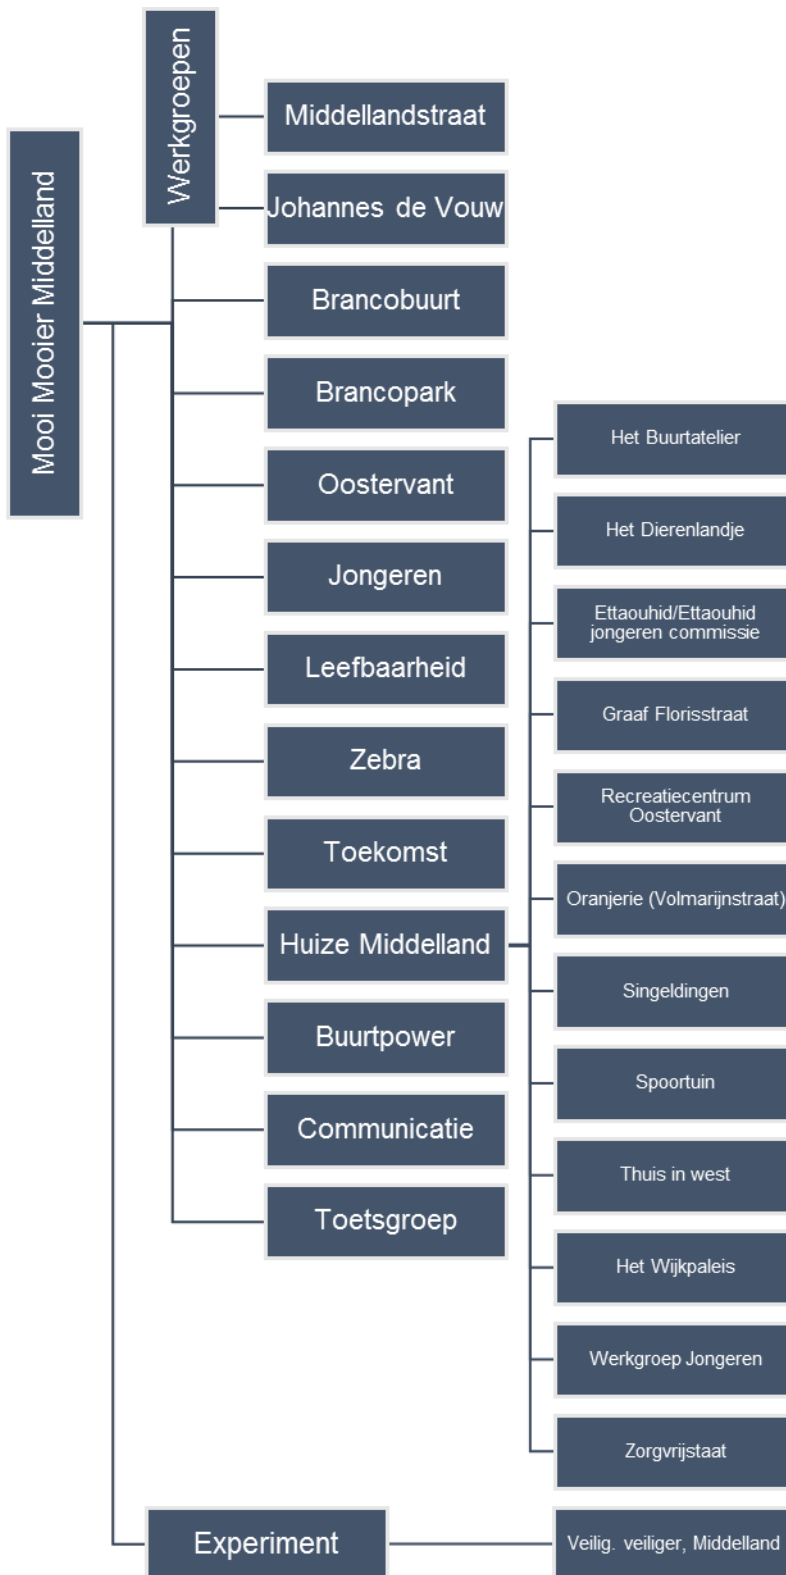 Mooi Mooier Middelland
Werkgroepen
Middellandstraat
Johannes de Vouw
Brancobuurt
Brancopark
Oostervant
Jongeren
Leefbaarheid
Zebra
Toekomst
Huize Middelland
Buurtpower
Communicatie
Toetsgroep
Het Buurtatelier
Het Dierenlandje
Ettaouhid/Ettaouhid
jongeren commissie
Graaf Florisstraat
Recreatiecentrum
Oostervant
Oranjerie (Volmarijnstraat)
Singeldingen
Spoortuin
Thuis in west
Het Wijkpaleis
Werkgroep Jongeren
Zorgvrijstaat
Experiment
Veilig. veiliger, Middelland